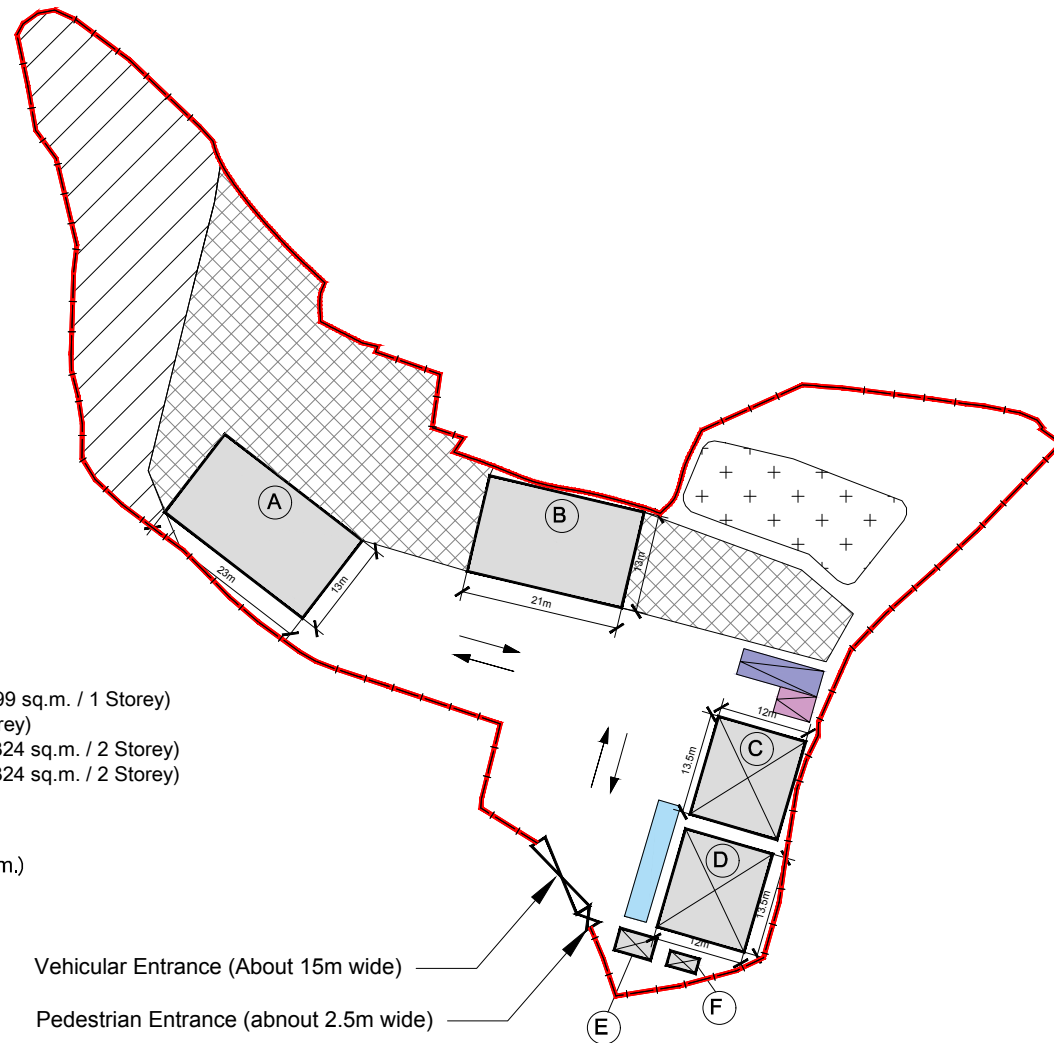 A
B
23m
13m
21m
13m
99 sq.m. / 1 Storey)
rey)
324 sq.m. / 2 Storey)
324 sq.m. / 2 Storey)
12m
C
13.5m
D
m.)
13.5m
12m
Vehicular Entrance (About 15m wide)
Pedestrian Entrance (abnout 2.5m wide)
E
F